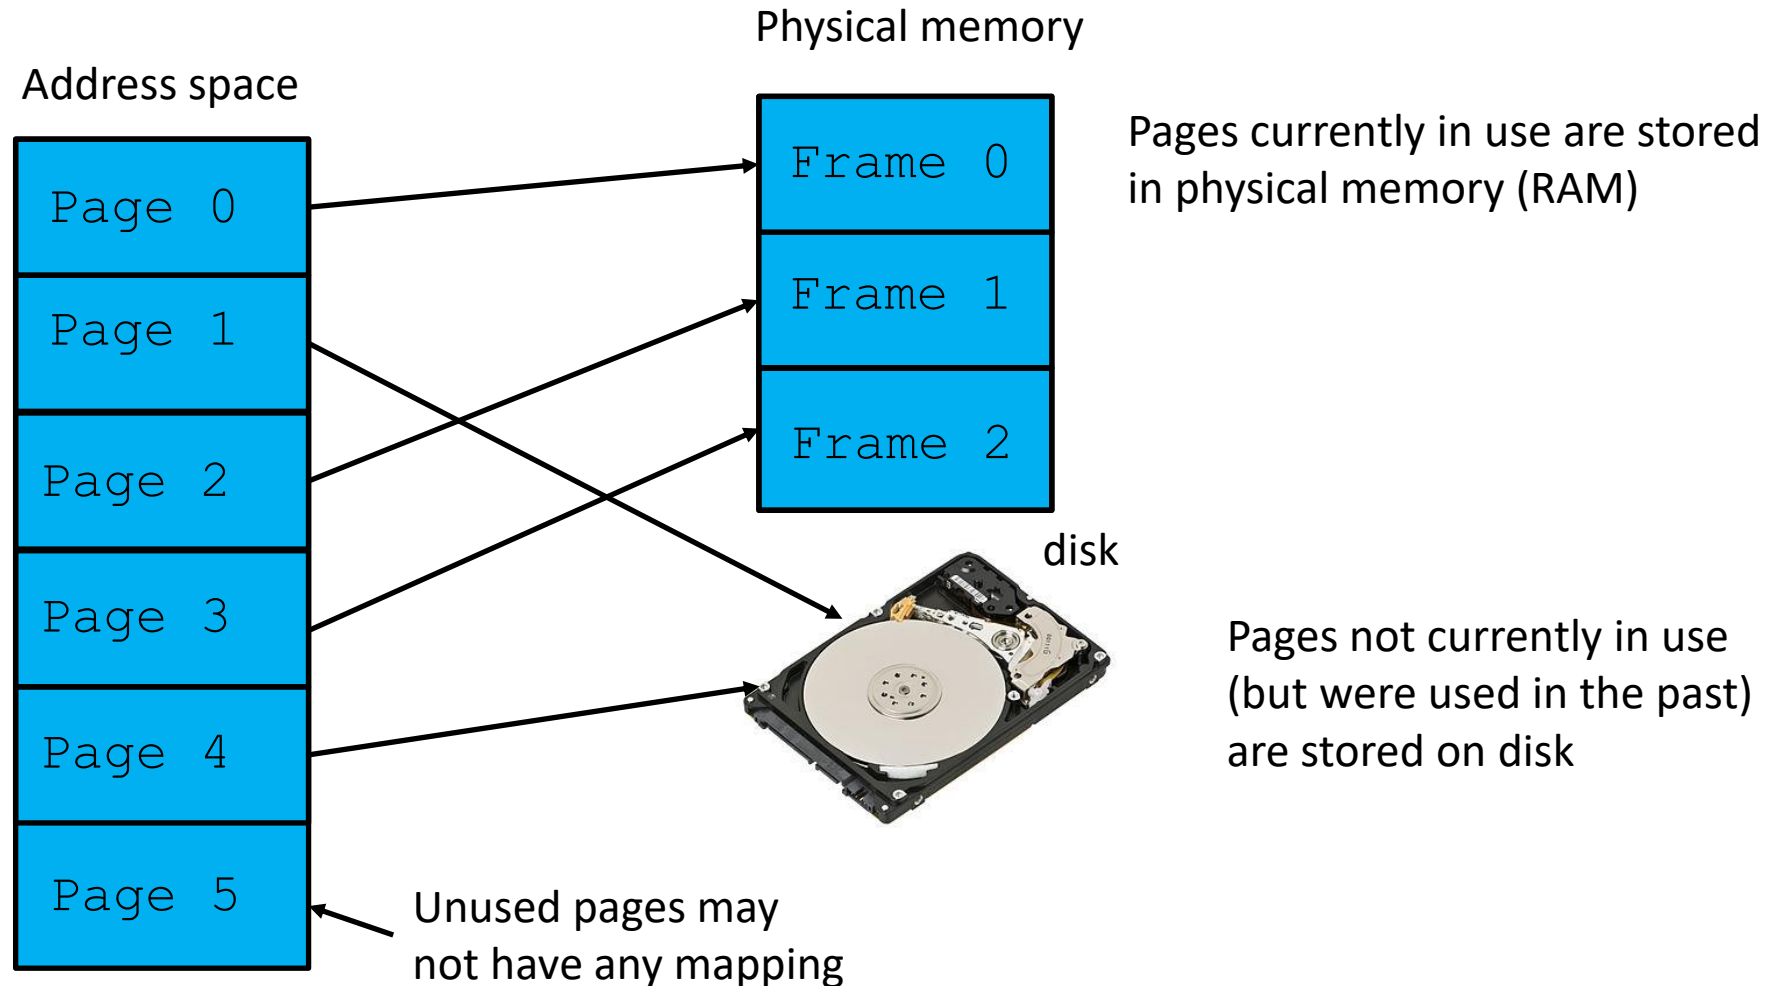 Physical memory
Address space
Page 0
Page 1
Page 2
Page 3
Page 4
Page 5
Frame 0
Frame 1
Frame 2
Pages currently in use are stored
in physical memory (RAM)
disk
Pages not currently in use
(but were used in the past)
are stored on disk
Unused pages may
not have any mapping